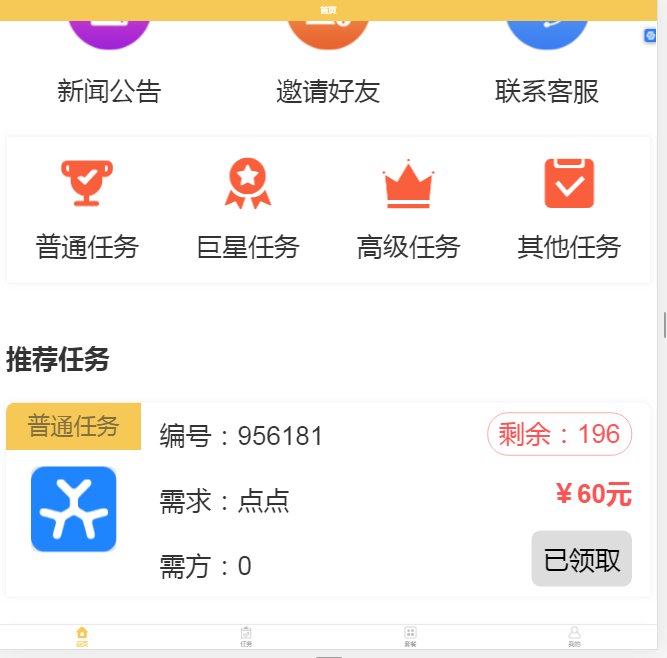 首页
新闻公告
邀请好友
联系客服
普通任务
巨星任务
高级任务
其他任务
推荐任务
普通任务
编号：956181
剩余：196
需求：点点
￥60元
需方：0
已领取
首页
任务
套餐
我的